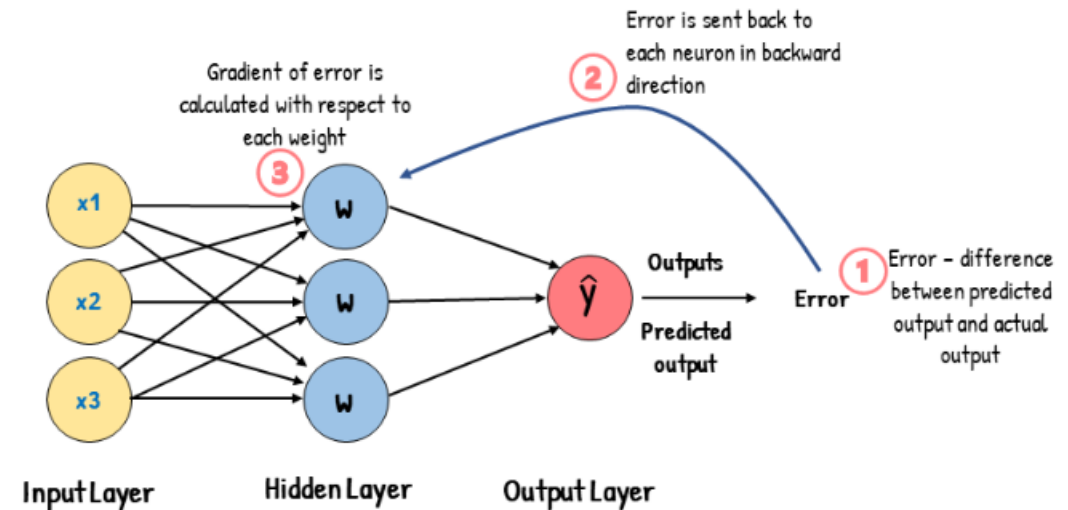 Error is sent back to
each neuron in backward
direction
2
Gradient of error is
calculated with respect to
each weight
3
x1
x2
x3
w
w
w
ŷ
Outputs
Predicted
output
Error
1
Error - difference
between predicted
output and actual
output
Input Layer
Hidden Layer
Output Layer